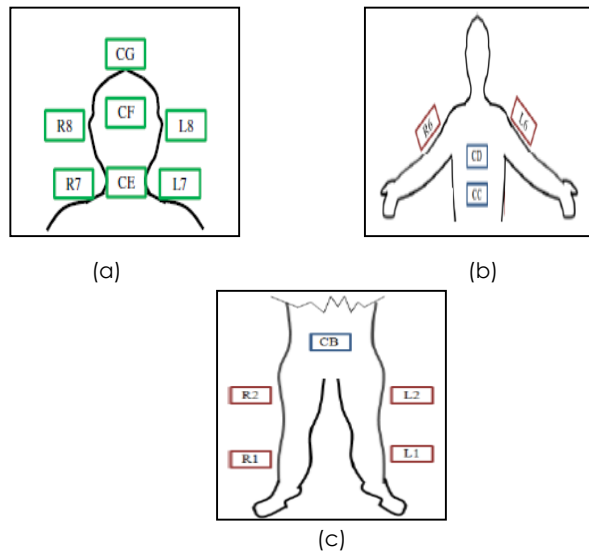 CG
CF
R8 L8
R7 CE L7
(a)
R6 L6
CD
CC
(b)
CB
R2 L2
R1 L1
(c)